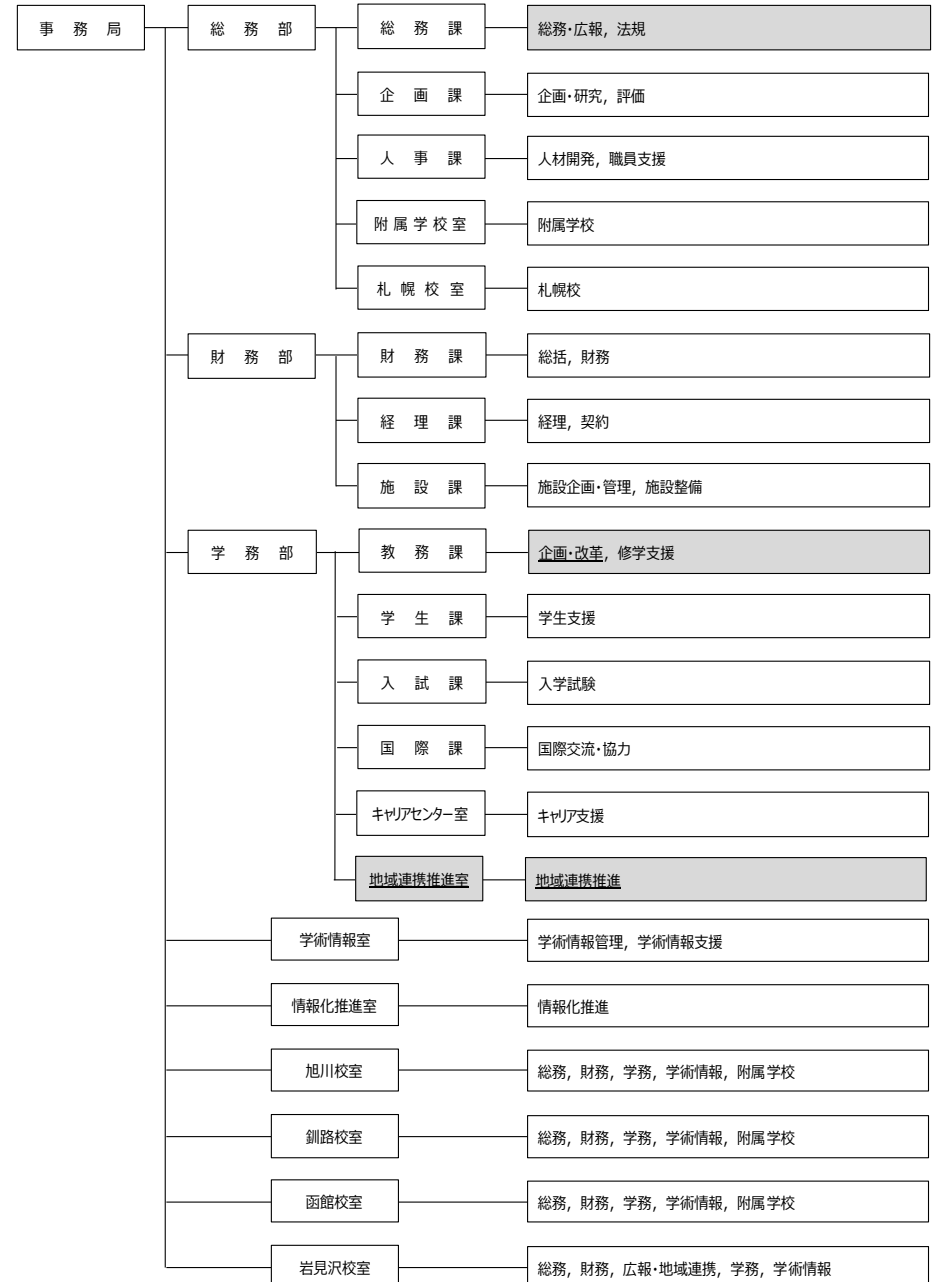 事務局 総務部 総務課 総務・広報，法規
企画課 企画・研究，評価
人事課 人材開発，職員支援
附属学校室 附属学校
札幌校室 札幌校
財務部 財務課 総括，財務
経理課 経理，契約
施設課 施設企画・管理，施設整備
学務部 教務課 企画・改革，修学支援
学生課 学生支援
入試課 入学試験
国際課 国際交流・協力
キャリアセンター室 キャリア支援
地域連携推進室 地域連携推進
学術情報室 学術情報管理，学術情報支援
情報化推進室 情報化推進
旭川校室 総務，財務，学務，学術情報，附属学校
釧路校室 総務，財務，学務，学術情報，附属学校
函館校室 総務，財務，学務，学術情報，附属学校
岩見沢校室 総務，財務，広報・地域連携，学務，学術情報